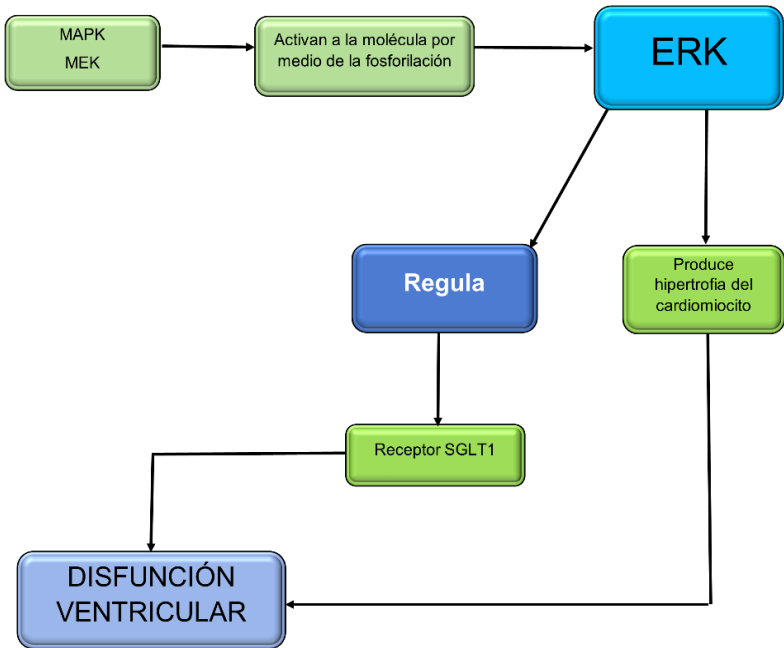 MAPK
MEK
Activan a la molécula por
medio de la fosforilación
ERK
Regula
Produce
hipertrofia del
cardiomiocito
Receptor SGLT1
DISFUNCIÓN
VENTRICULAR